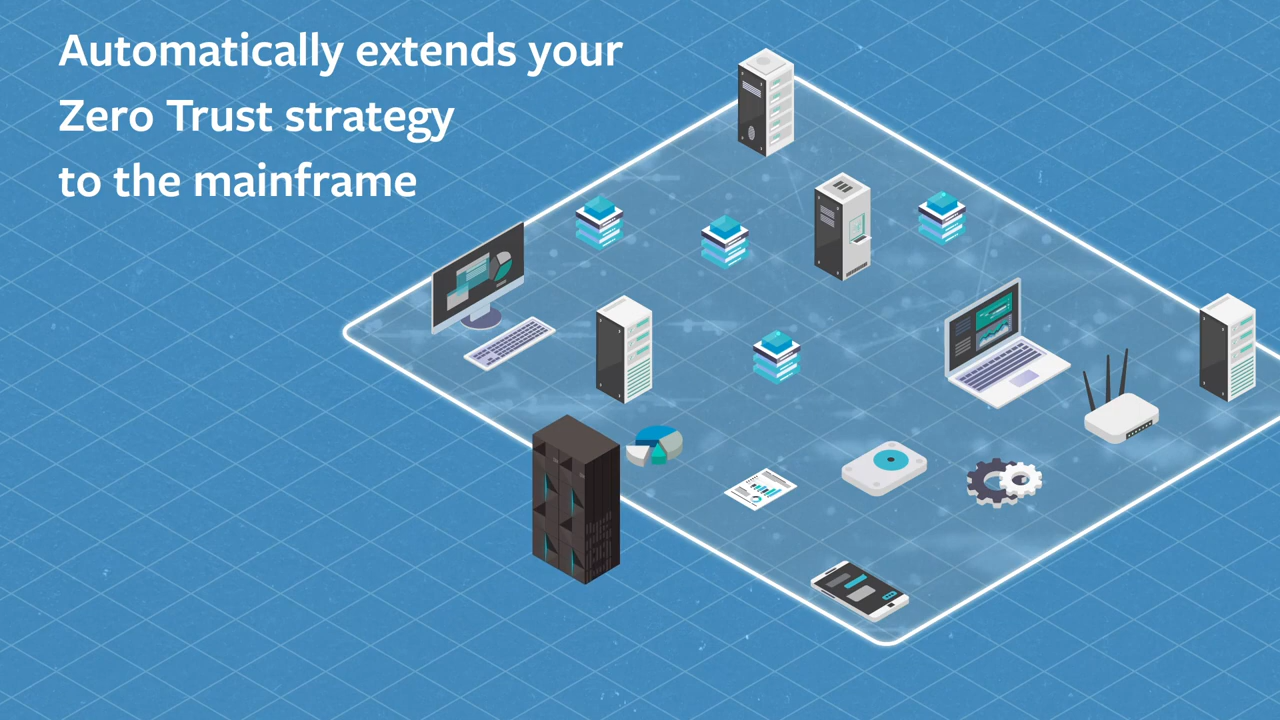 Automatically extends your
Zero Trust strategy
to the mainframe